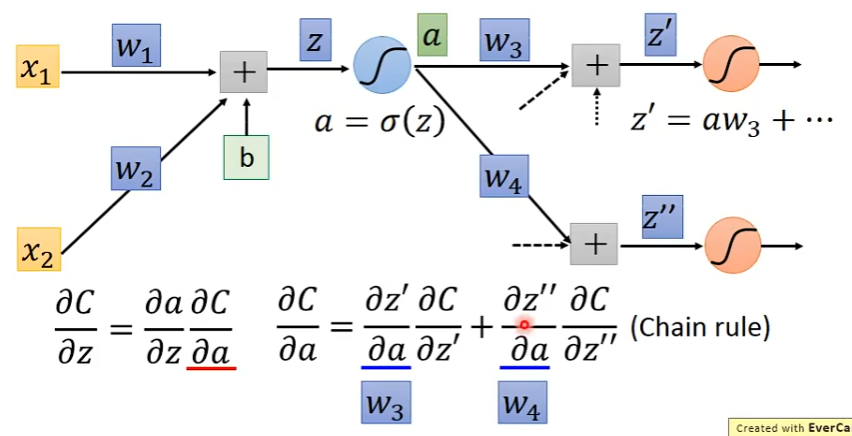 x₁ w₁ + z a w₃ + z′
a = σ(z) z′ = aw₃ + ⋯
b
w₂ w₄
x₂ + z″
∂C/∂z = ∂a/∂z ∂C/∂a ∂C/∂a = ∂z′/∂a ∂C/∂z′ + ∂z″/∂a ∂C/∂z″ (Chain rule)
w₃ w₄
Created with EverCa